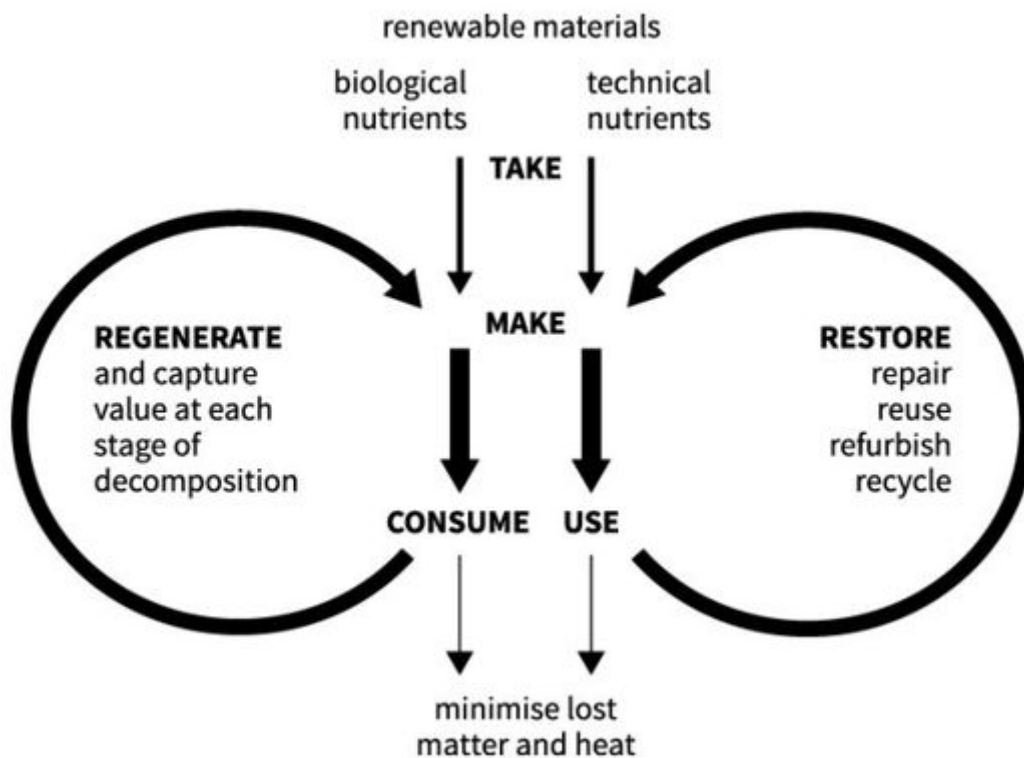 renewable materials
biological
nutrients
technical
nutrients
TAKE
MAKE
REGENERATE
and capture
value at each
stage of
decomposition
RESTORE
repair
reuse
refurbish
recycle
CONSUME
USE
minimise lost
matter and heat